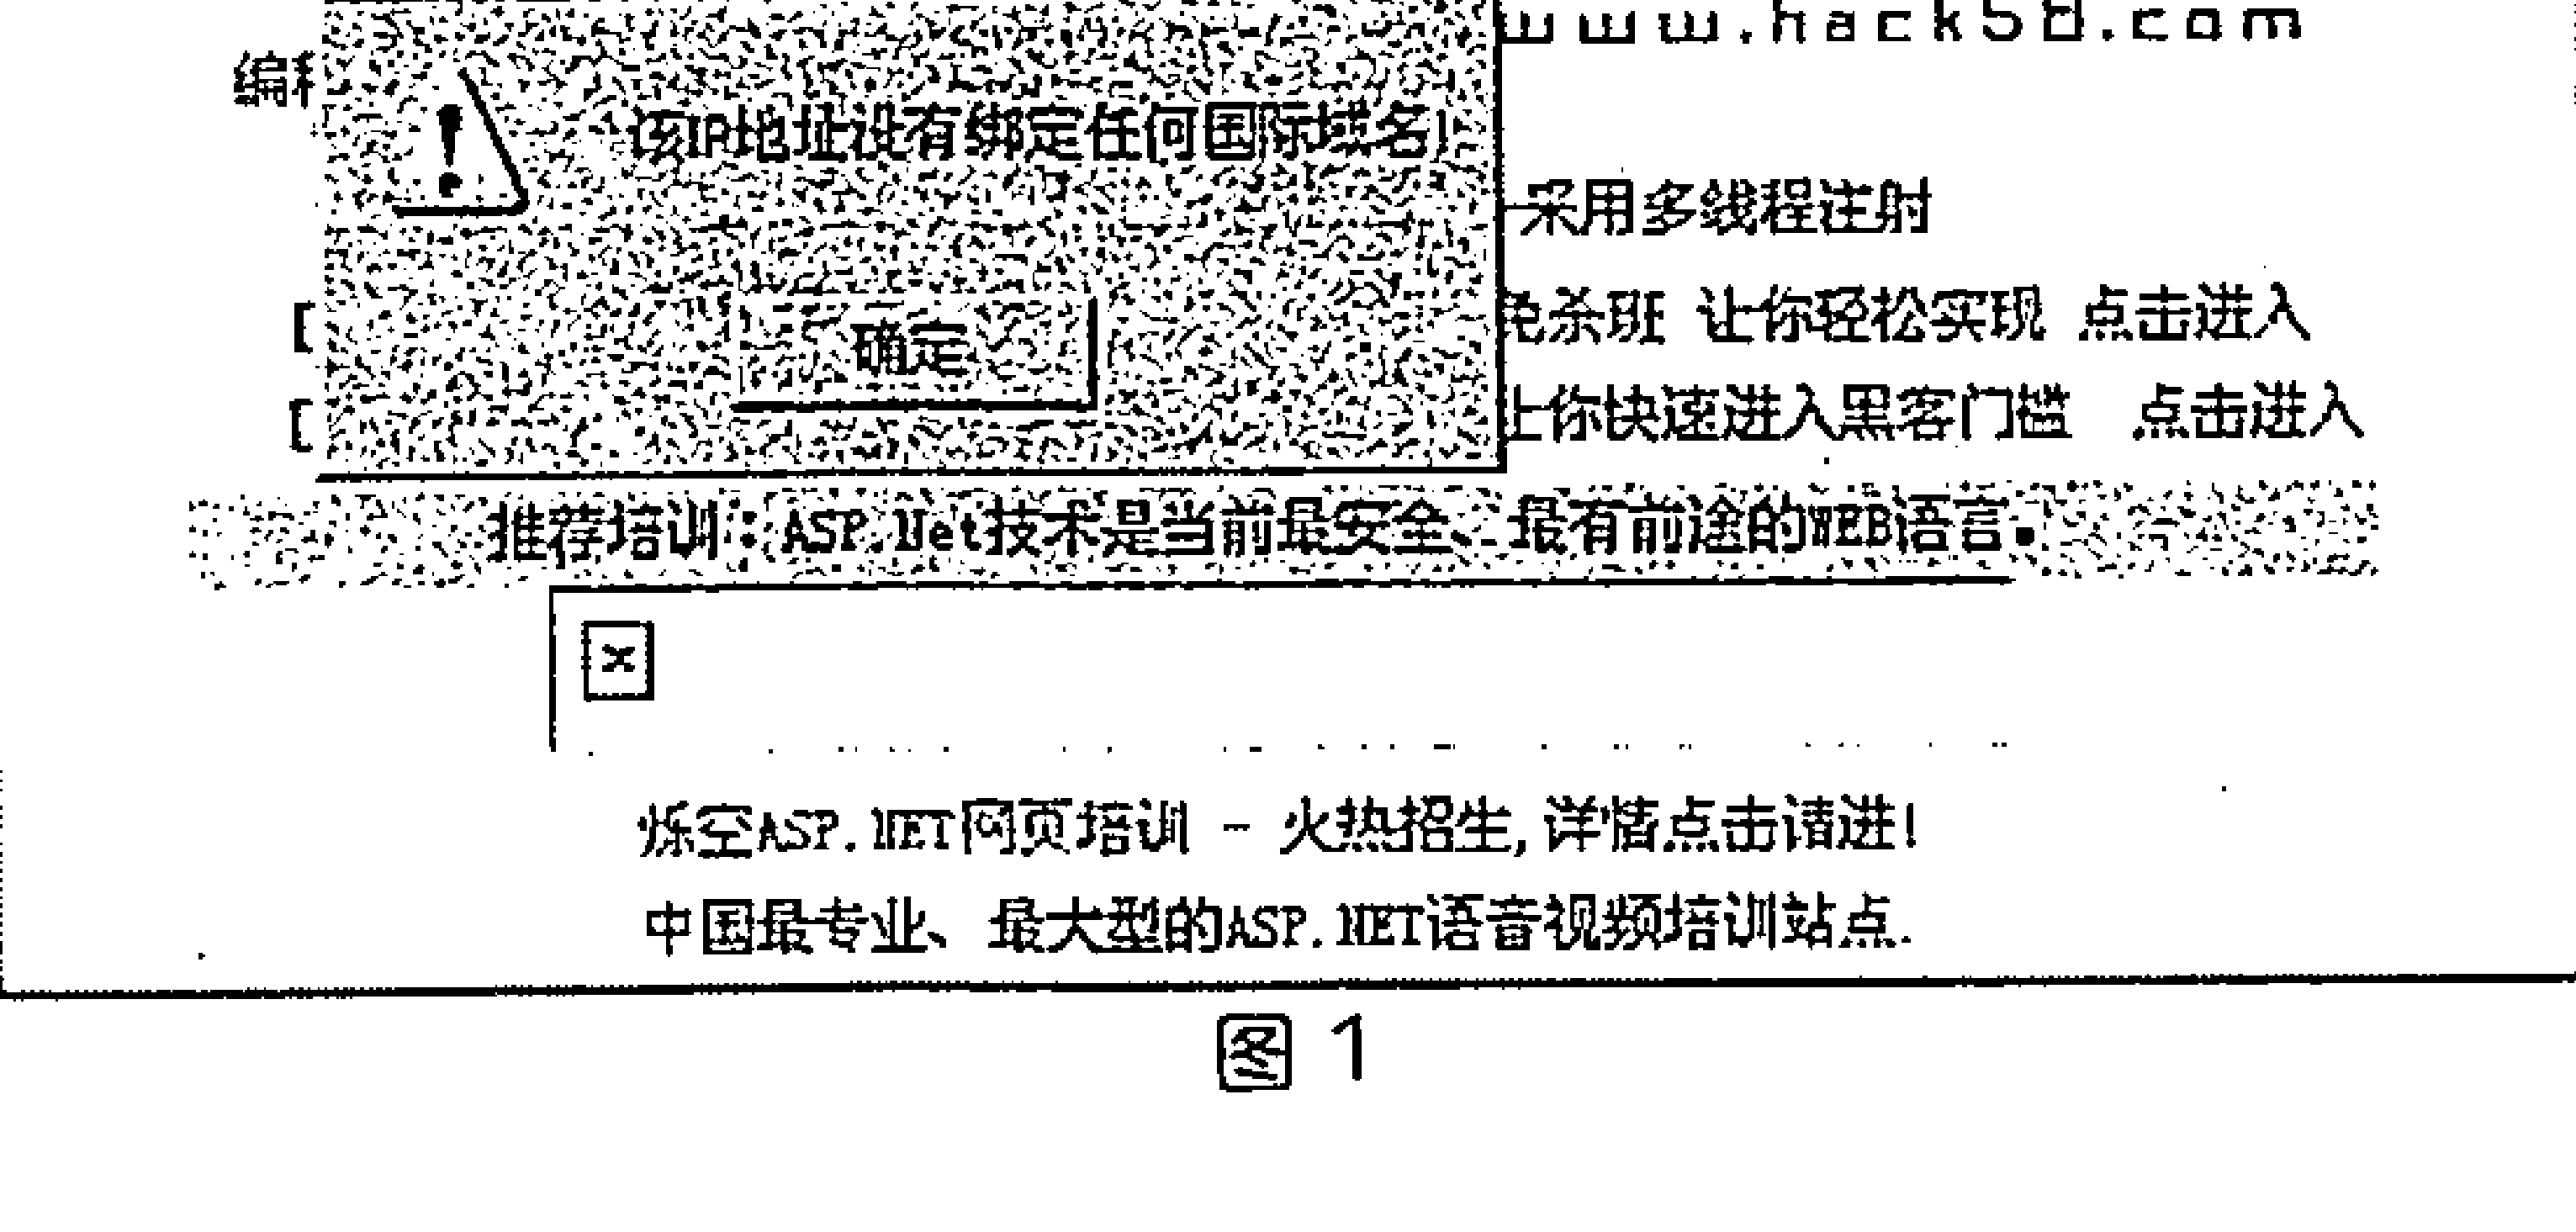 www.hack58.com
编程
该IP地址没有绑定任何国际域名!
采用多线程注射
[
免杀班 让你轻松实现 点击进入
确定
[
让你快速进入黑客门槛 点击进入
推荐培训：ASP.Net技术是当前最安全、最有前途的WEB语言.
烁空ASP.NET网页培训 - 火热招生,详情点击请进!
中国最专业、最大型的ASP.NET语音视频培训站点.
图 1